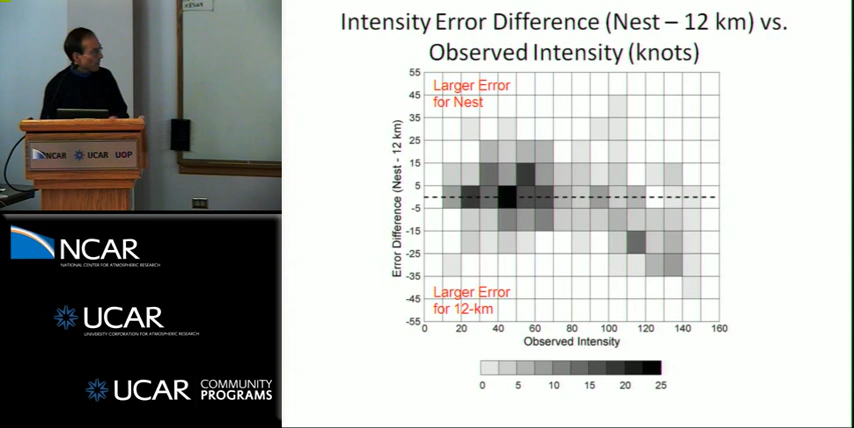 Intensity Error Difference (Nest – 12 km) vs.
Observed Intensity (knots)
Larger Error
for Nest
Larger Error
for 12-km
Error Difference (Nest - 12 km)
55
45
35
25
15
5
-5
-15
-25
-35
-45
-55
0 20 40 60 80 100 120 140 160
Observed Intensity
0 5 10 15 20 25
NCAR UCAR UOP
NCAR
NATIONAL CENTER FOR ATMOSPHERIC RESEARCH
UCAR
UNIVERSITY CORPORATION FOR ATMOSPHERIC RESEARCH
UCAR COMMUNITY
PROGRAMS